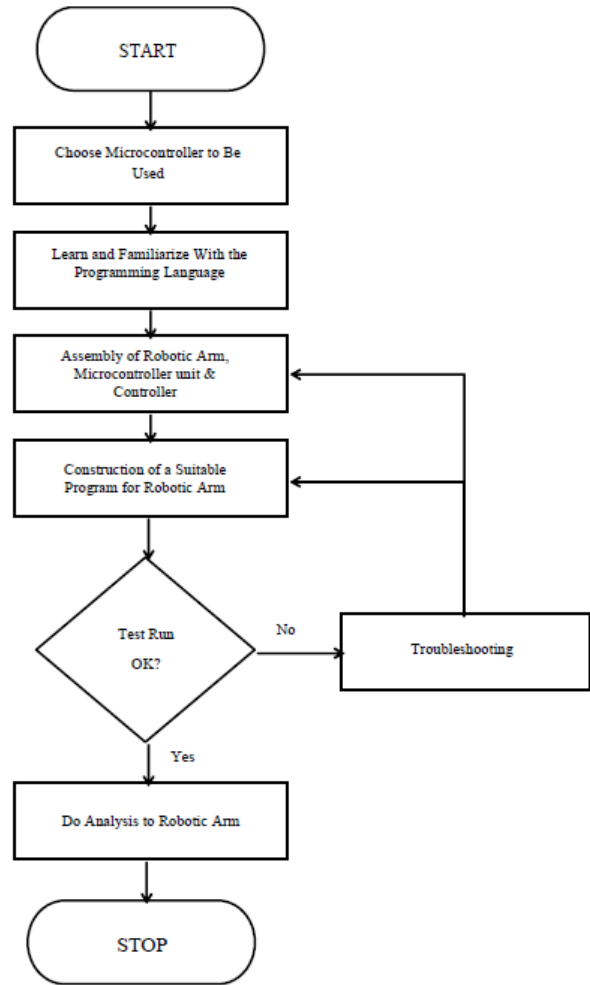 START
Choose Microcontroller to Be
Used
Learn and Familiarize With the
Programming Language
Assembly of Robotic Arm,
Microcontroller unit &
Controller
Construction of a Suitable
Program for Robotic Arm
Test Run
OK?
No
Troubleshooting
Yes
Do Analysis to Robotic Arm
STOP